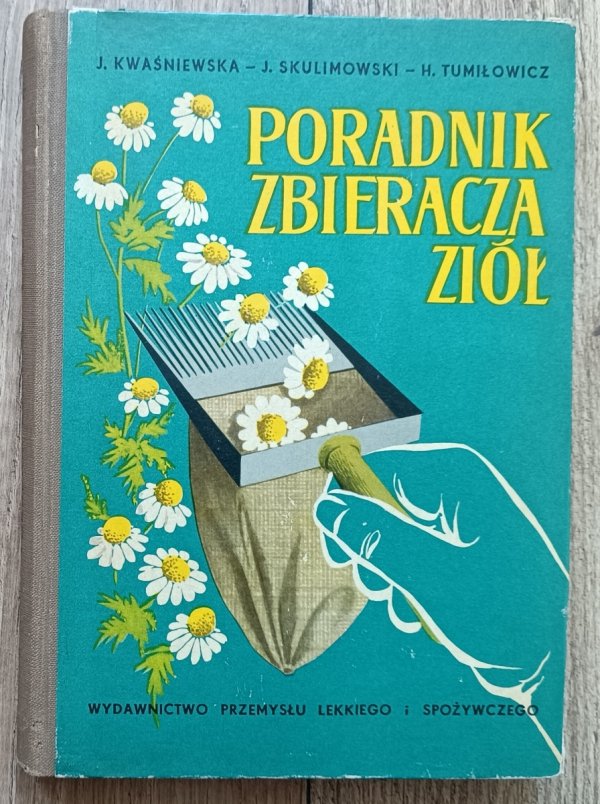 J. KWAŚNIEWSKA – J. SKULIMOWSKI – H. TUMIŁOWICZ
PORADNIK
ZBIERACZA
ZIÓŁ
WYDAWNICTWO PRZEMYSŁU LEKKIEGO i SPOŻYWCZEGO